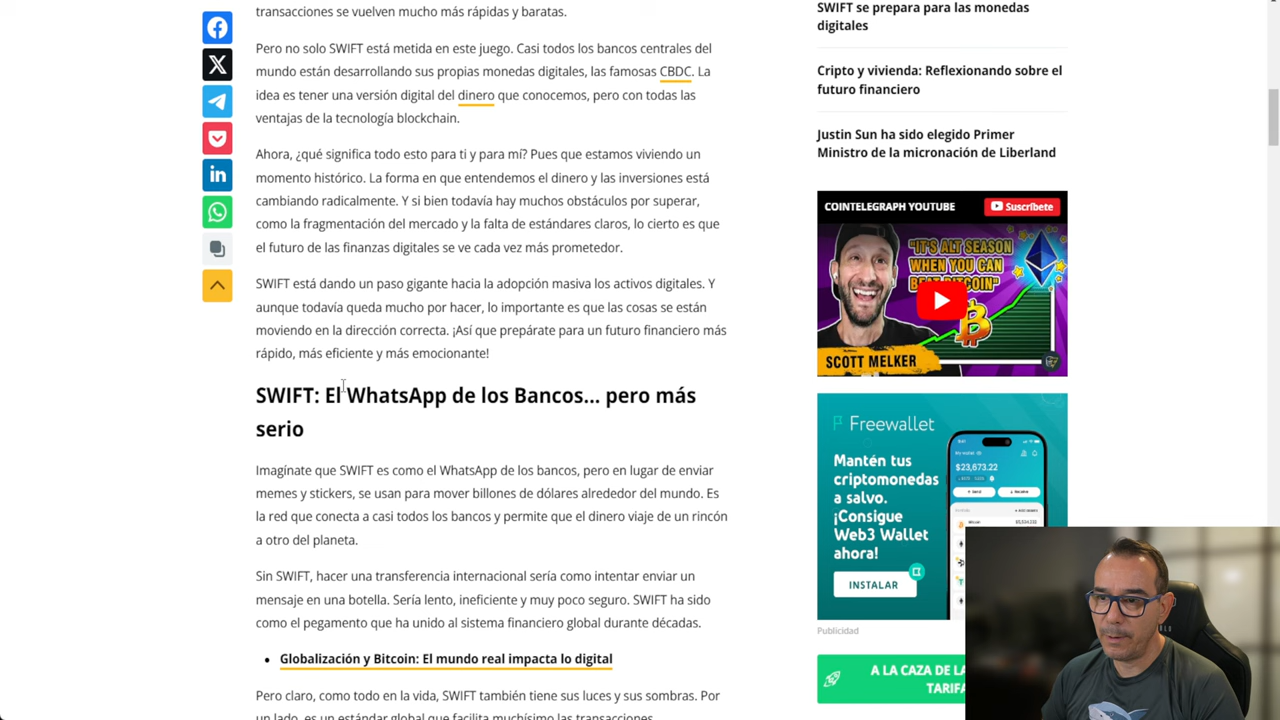 transacciones se vuelven mucho más rápidas y baratas.
Pero no solo SWIFT está metida en este juego. Casi todos los bancos centrales del
mundo están desarrollando sus propias monedas digitales, las famosas CBDC. La
idea es tener una versión digital del dinero que conocemos, pero con todas las
ventajas de la tecnología blockchain.
Ahora, ¿qué significa todo esto para ti y para mí? Pues que estamos viviendo un
momento histórico. La forma en que entendemos el dinero y las inversiones está
cambiando radicalmente. Y si bien todavía hay muchos obstáculos por superar,
como la fragmentación del mercado y la falta de estándares claros, lo cierto es que
el futuro de las finanzas digitales se ve cada vez más prometedor.
SWIFT está dando un paso gigante hacia la adopción masiva los activos digitales. Y
aunque todavía queda mucho por hacer, lo importante es que las cosas se están
moviendo en la dirección correcta. ¡Así que prepárate para un futuro financiero más
rápido, más eficiente y más emocionante!
SWIFT: El WhatsApp de los Bancos... pero más
serio
Imagínate que SWIFT es como el WhatsApp de los bancos, pero en lugar de enviar
memes y stickers, se usan para mover billones de dólares alrededor del mundo. Es
la red que conecta a casi todos los bancos y permite que el dinero viaje de un rincón
a otro del planeta.
Sin SWIFT, hacer una transferencia internacional sería como intentar enviar un
mensaje en una botella. Sería lento, ineficiente y muy poco seguro. SWIFT ha sido
como el pegamento que ha unido al sistema financiero global durante décadas.
• Globalización y Bitcoin: El mundo real impacta lo digital
Pero claro, como todo en la vida, SWIFT también tiene sus luces y sus sombras. Por
un lado, es un estándar global que facilita muchísimo las transacciones
SWIFT se prepara para las monedas
digitales
Cripto y vivienda: Reflexionando sobre el
futuro financiero
Justin Sun ha sido elegido Primer
Ministro de la micronación de Liberland
COINTELEGRAPH YOUTUBE
Suscríbete
"IT'S ALT SEASON
WHEN YOU CAN
BEAT BITCOIN"
SCOTT MELKER
Freewallet
Mantén tus
criptomonedas
a salvo.
¡Consigue
Web3 Wallet
ahora!
INSTALAR
$23,673.22
Publicidad
A LA CAZA DE LA
TARIFA